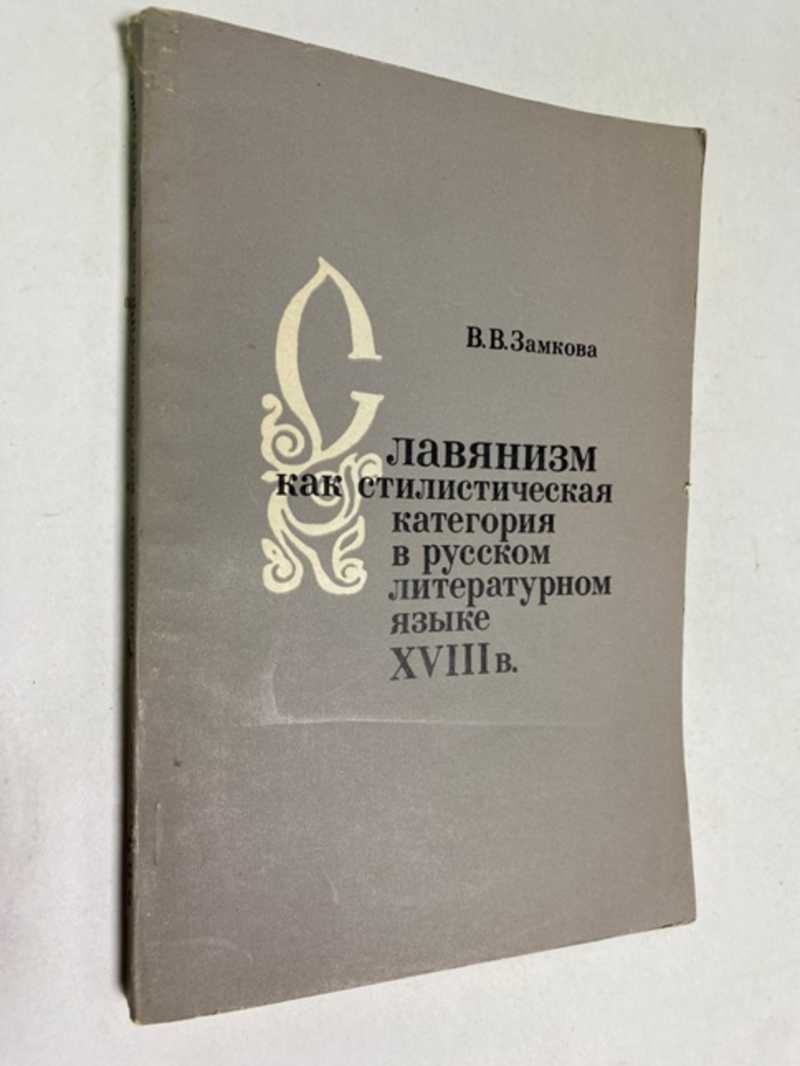 В.В.Замкова
Славянизм
как стилистическая
категория
в русском
литературном
языке
XVIII в.